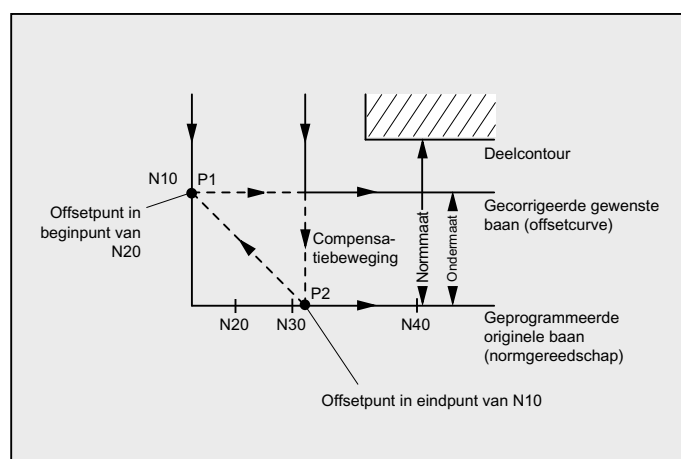 Deelcontour
N10
P1
Offsetpunt in
beginpunt van
N20
Gecorrigeerde gewenste
baan (offsetcurve)
Compensa-
tiebeweging
Normmaat
Ondermaat
P2
N20
N30
N40
Geprogrammeerde
originele baan
(normgereedschap)
Offsetpunt in eindpunt van N10